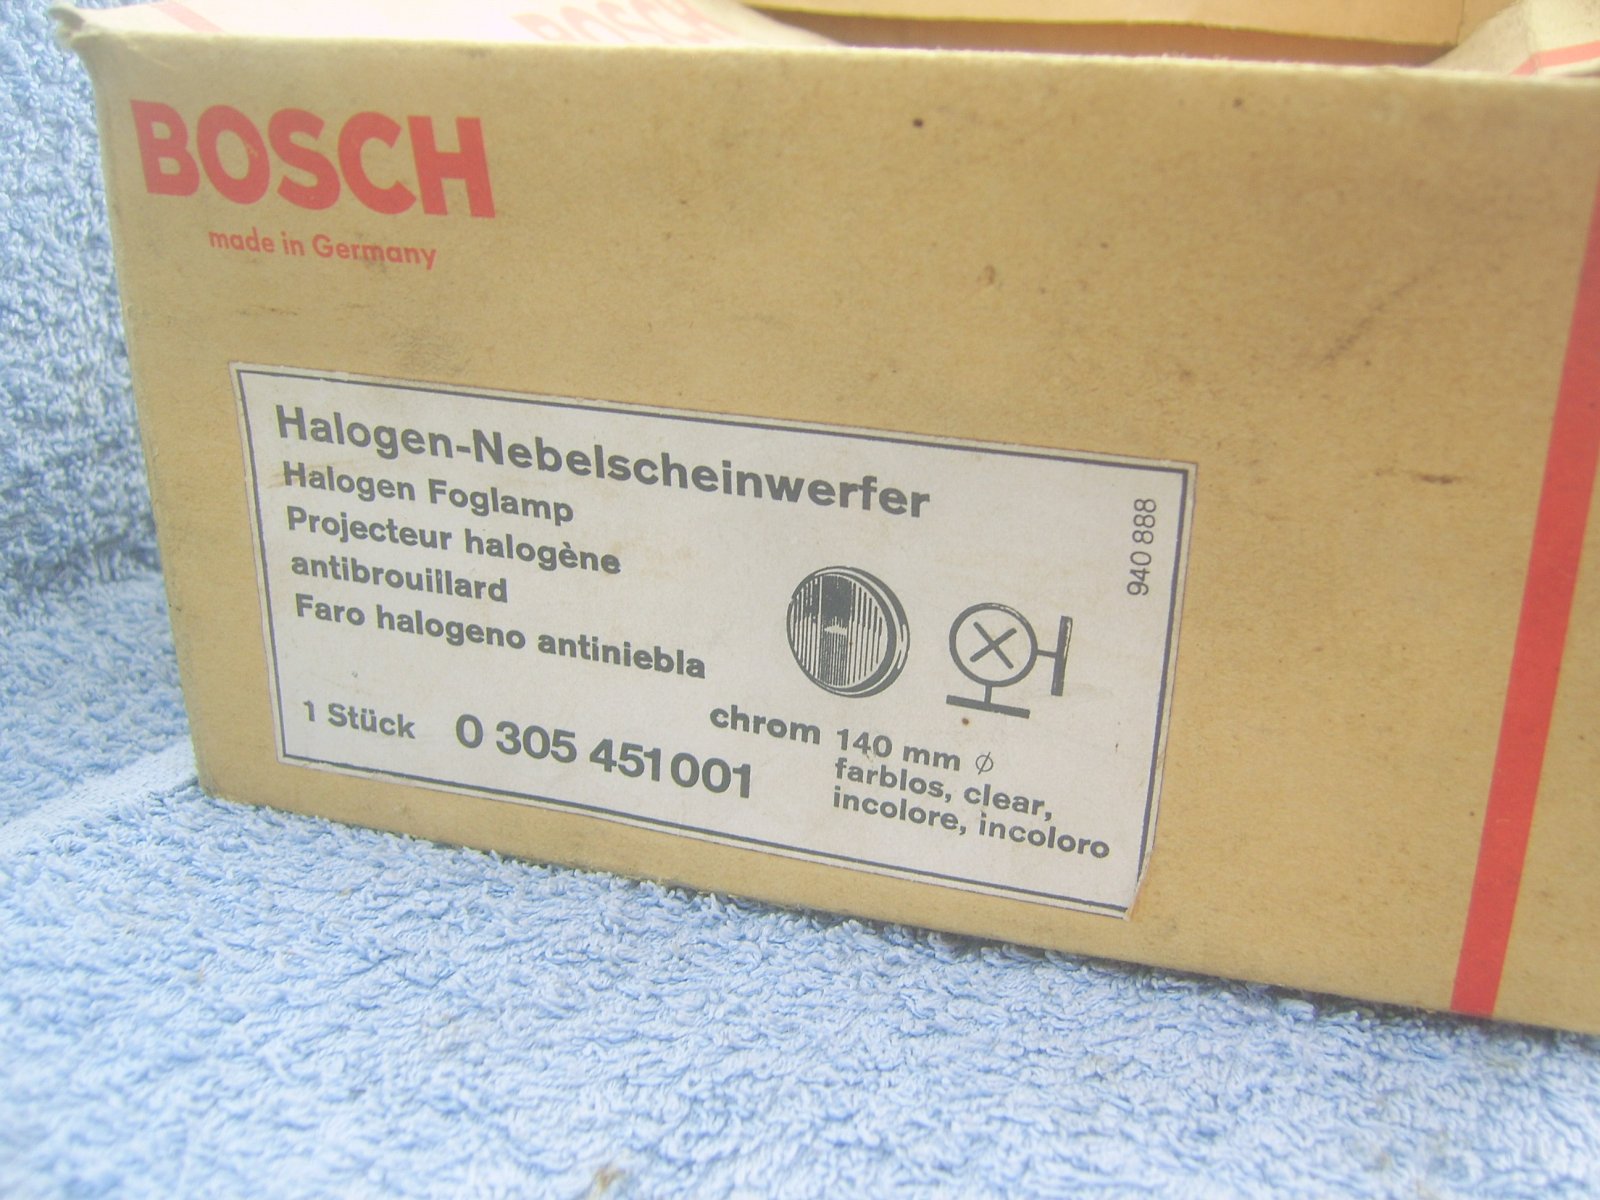 BOSCH
BOSCH
made in Germany
Halogen-Nebelscheinwerfer
Halogen Foglamp
Projecteur halogène
antibrouillard
Faro halogeno antiniebla
940 888
1 Stück 0 305 451 001
chrom 140 mm ϕ
farblos, clear,
incolore, incoloro